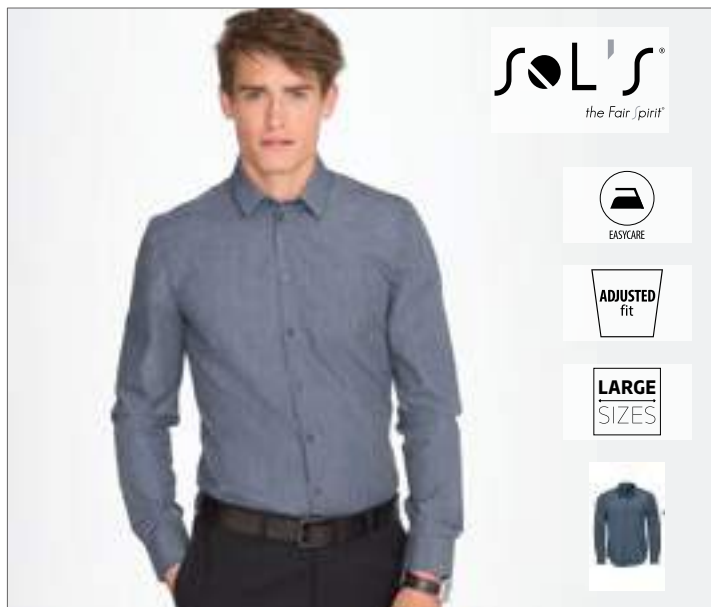 SOL'S®
the Fair Spirit®
EASYCARE
ADJUSTED
fit
LARGE
SIZES